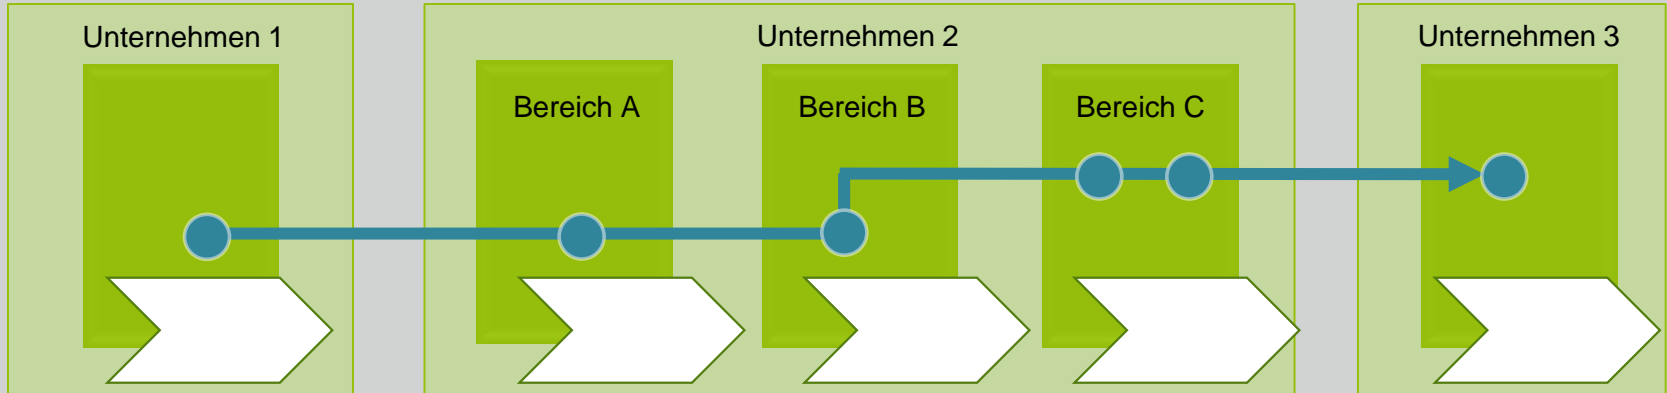 Unternehmen 1
Unternehmen 2
Unternehmen 3
Bereich A
Bereich B
Bereich C